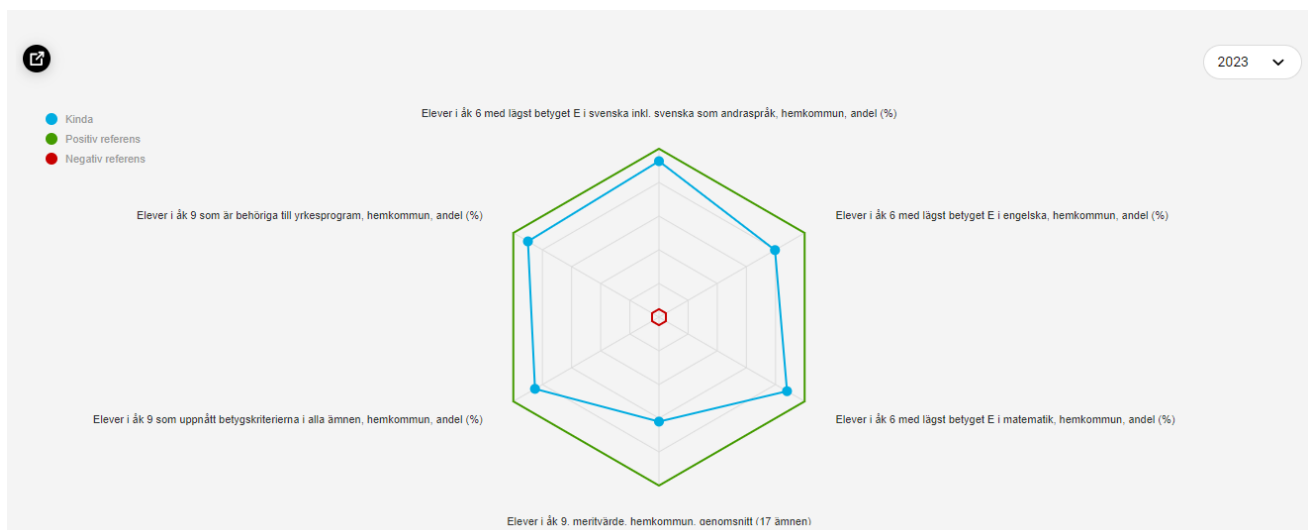 2023
Kinda
Positiv referens
Negativ referens
Elever i åk 6 med lägst betyget E i svenska inkl. svenska som andraspråk, hemkommun, andel (%)
Elever i åk 9 som är behöriga till yrkesprogram, hemkommun, andel (%)
Elever i åk 6 med lägst betyget E i engelska, hemkommun, andel (%)
Elever i åk 9 som uppnått betygskriterierna i alla ämnen, hemkommun, andel (%)
Elever i åk 6 med lägst betyget E i matematik, hemkommun, andel (%)
Elever i åk 9, meritvärde, hemkommun, genomsnitt (17 ämnen)